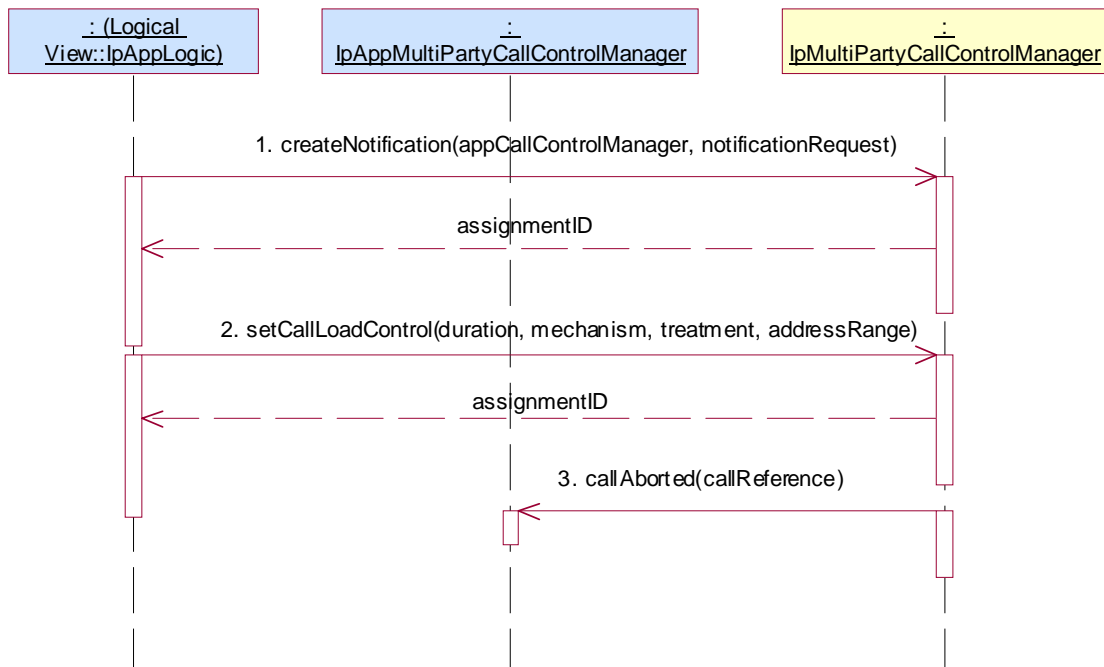 : (Logical
View::IpAppLogic)
:
IpAppMultiPartyCallControlManager
:
IpMultiPartyCallControlManager
1. createNotification(appCallControlManager, notificationRequest)
assignmentID
2. setCallLoadControl(duration, mechanism, treatment, addressRange)
assignmentID
3. callAborted(callReference)